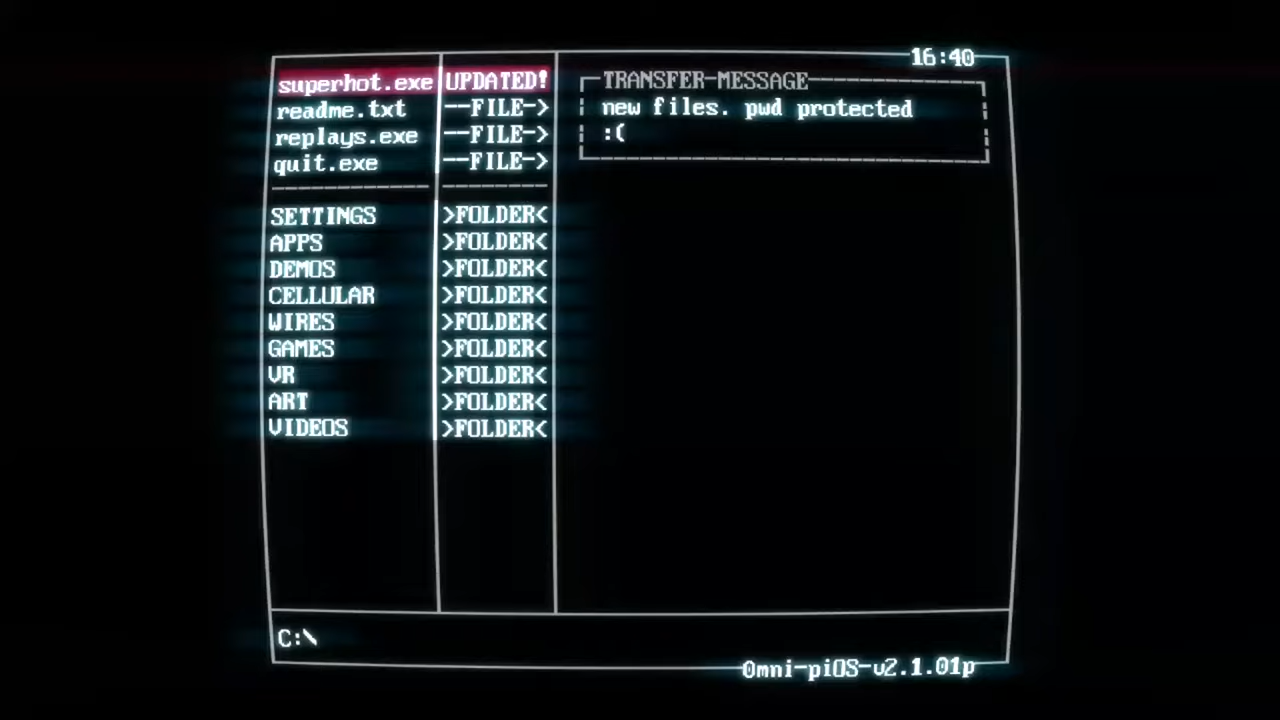 16:40
superhot.exe UPDATED!
readme.txt --FILE->
replays.exe --FILE->
quit.exe --FILE->
SETTINGS >FOLDER<
APPS >FOLDER<
DEMOS >FOLDER<
CELLULAR >FOLDER<
WIRES >FOLDER<
GAMES >FOLDER<
VR >FOLDER<
ART >FOLDER<
VIDEOS >FOLDER<
TRANSFER-MESSAGE
new files. pwd protected
:(
C:\
Omni-piOS-v2.1.01p